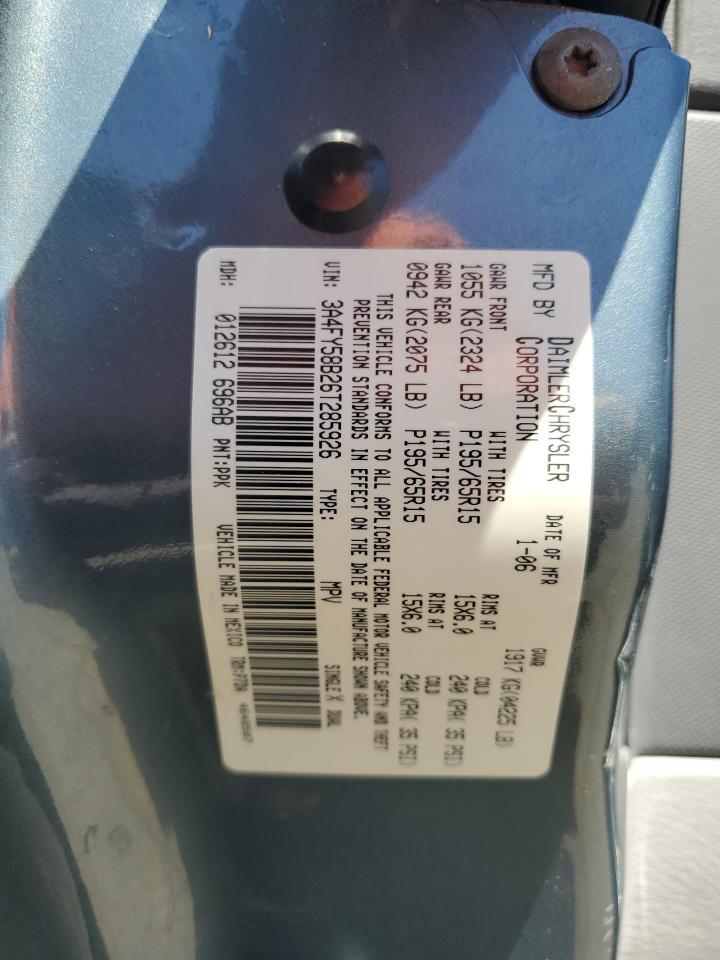 MFD BY DAIMLERCHRYSLER CORPORATION
DATE OF MFR 1-06
GVWR 1917 KG(04225 LB)
GAWR FRONT WITH TIRES RIMS AT COLD
1055 KG(2324 LB) P195/65R15 15X6.0 240 KPA( 35 PSI)
GAWR REAR WITH TIRES RIMS AT COLD
0942 KG(2075 LB) P195/65R15 15X6.0 240 KPA( 35 PSI)
THIS VEHICLE CONFORMS TO ALL APPLICABLE FEDERAL MOTOR VEHICLE SAFETY AND THEFT
PREVENTION STANDARDS IN EFFECT ON THE DATE OF MANUFACTURE SHOWN ABOVE.
VIN: 3A4FY58B26T285926 TYPE: MPV SINGLE X DUAL
MDH: 012612 696AB PNT:PPK VEHICLE MADE IN MEXICO